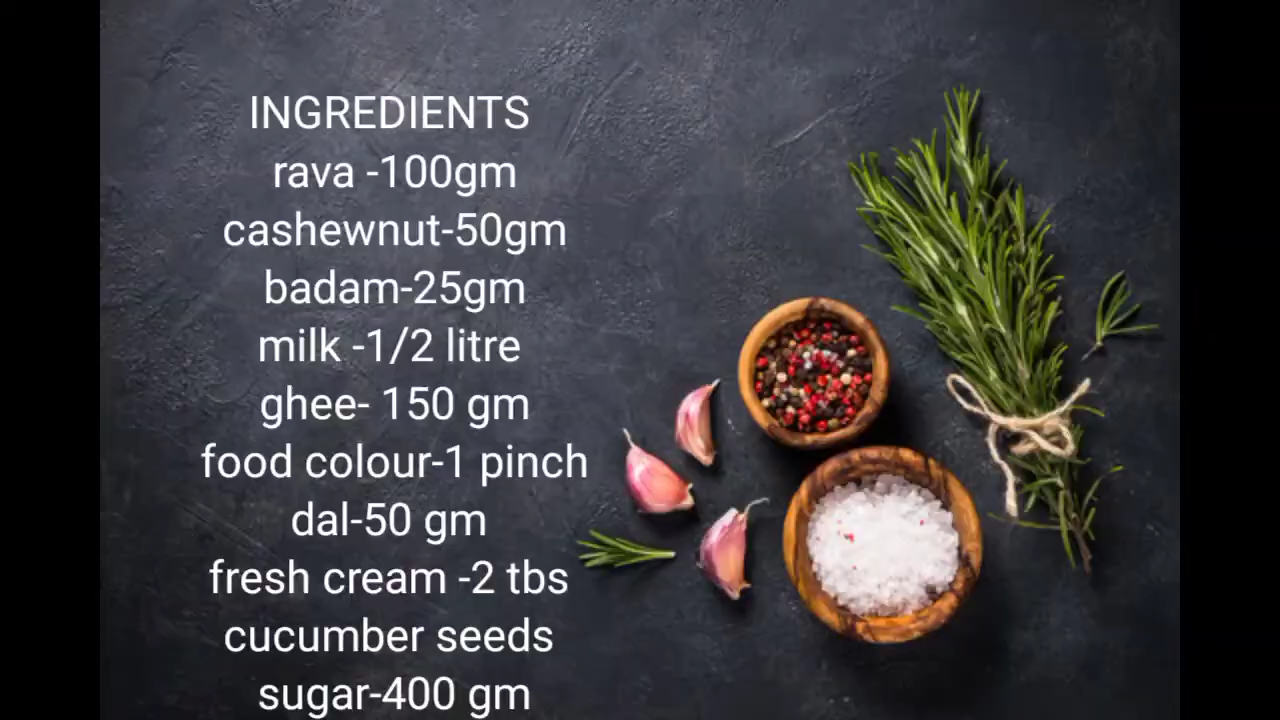 INGREDIENTS
rava -100gm
cashewnut-50gm
badam-25gm
milk -1/2 litre
ghee- 150 gm
food colour-1 pinch
dal-50 gm
fresh cream -2 tbs
cucumber seeds
sugar-400 gm